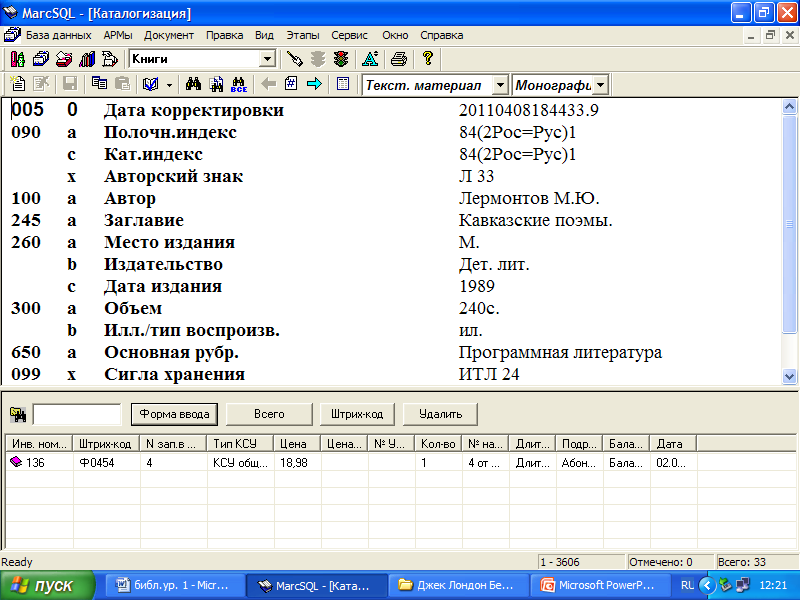 MarcSQL - [Каталогизация]
База данных АРМы Документ Правка Вид Этапы Сервис Окно Справка
Книги
ВСЕ Текст. материал Монографи
005 0 Дата корректировки 20110408184433.9
090 a Полочн.индекс 84(2Рос=Рус)1
c Кат.индекс 84(2Рос=Рус)1
x Авторский знак Л 33
100 a Автор Лермонтов М.Ю.
245 a Заглавие Кавказские поэмы.
260 a Место издания М.
b Издательство Дет. лит.
c Дата издания 1989
300 a Объем 240с.
b Илл./тип воспроизв. ил.
650 a Основная рубр. Программная литература
099 x Сигла хранения ИТЛ 24
Форма ввода Всего Штрих-код Удалить
Инв. ном... Штрих-код N зап.в ... Тип КСУ Цена Цена... № У... Кол-во № на... Длит... Подр... Бала... Дата
136 Ф0454 4 КСУ общ... 18,98 1 4 от ... Длит... Абон... Бала... 02.0...
Ready 1 - 3606 Отмечено: 0 Всего: 33
пуск библ.ур. 1 - Micr... MarcSQL - [Ката... Джек Лондон Бе... Microsoft PowerP... RU 12:21